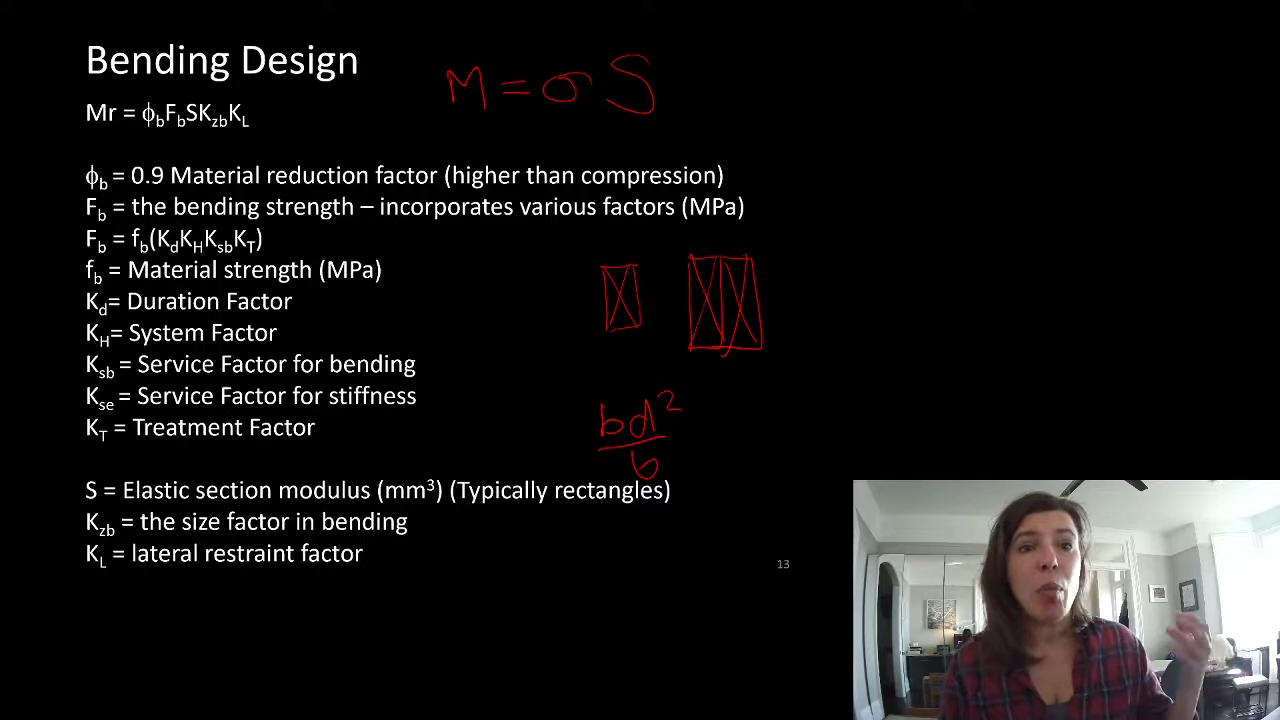 Bending Design
M = σ S
Mr = ϕbFbSKzbKL
ϕb = 0.9 Material reduction factor (higher than compression)
Fb = the bending strength – incorporates various factors (MPa)
Fb = fb(KdKHKsbKT)
fb = Material strength (MPa)
Kd= Duration Factor
KH= System Factor
Ksb = Service Factor for bending
Kse = Service Factor for stiffness
KT = Treatment Factor
bd²
6
S = Elastic section modulus (mm³) (Typically rectangles)
Kzb = the size factor in bending
KL = lateral restraint factor
13